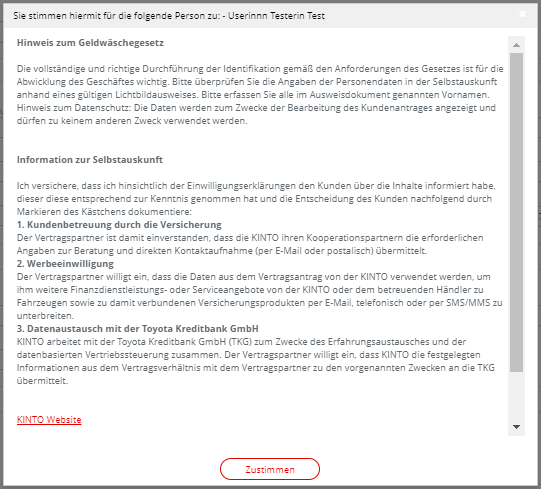 Sie stimmen hiermit für die folgende Person zu: - Userinnn Testerin Test
Hinweis zum Geldwäschegesetz
Die vollständige und richtige Durchführung der Identifikation gemäß den Anforderungen des Gesetzes ist für die
Abwicklung des Geschäftes wichtig. Bitte überprüfen Sie die Angaben der Personendaten in der Selbstauskunft
anhand eines gültigen Lichtbildausweises. Bitte erfassen Sie alle im Ausweisdokument genannten Vornamen.
Hinweis zum Datenschutz: Die Daten werden zum Zwecke der Bearbeitung des Kundenantrages angezeigt und
dürfen zu keinem anderen Zweck verwendet werden.
Information zur Selbstauskunft
Ich versichere, dass ich hinsichtlich der Einwilligungserklärungen den Kunden über die Inhalte informiert habe,
dieser diese entsprechend zur Kenntnis genommen hat und die Entscheidung des Kunden nachfolgend durch
Markieren des Kästchens dokumentiere:
1. Kundenbetreuung durch die Versicherung
Der Vertragspartner ist damit einverstanden, dass die KINTO ihren Kooperationspartnern die erforderlichen
Angaben zur Beratung und direkten Kontaktaufnahme (per E-Mail oder postalisch) übermittelt.
2. Werbeeinwilligung
Der Vertragspartner willigt ein, dass die Daten aus dem Vertragsantrag von der KINTO verwendet werden, um
ihm weitere Finanzdienstleistungs- oder Serviceangebote von der KINTO oder dem betreuenden Händler zu
Fahrzeugen sowie zu damit verbundenen Versicherungsprodukten per E-Mail, telefonisch oder per SMS/MMS zu
unterbreiten.
3. Datenaustausch mit der Toyota Kreditbank GmbH
KINTO arbeitet mit der Toyota Kreditbank GmbH (TKG) zum Zwecke des Erfahrungsaustausches und der
datenbasierten Vertriebssteuerung zusammen. Der Vertragspartner willigt ein, dass KINTO die festgelegten
Informationen aus dem Vertragsverhältnis mit dem Vertragspartner zu den vorgenannten Zwecken an die TKG
übermittelt.
KINTO Website
Zustimmen